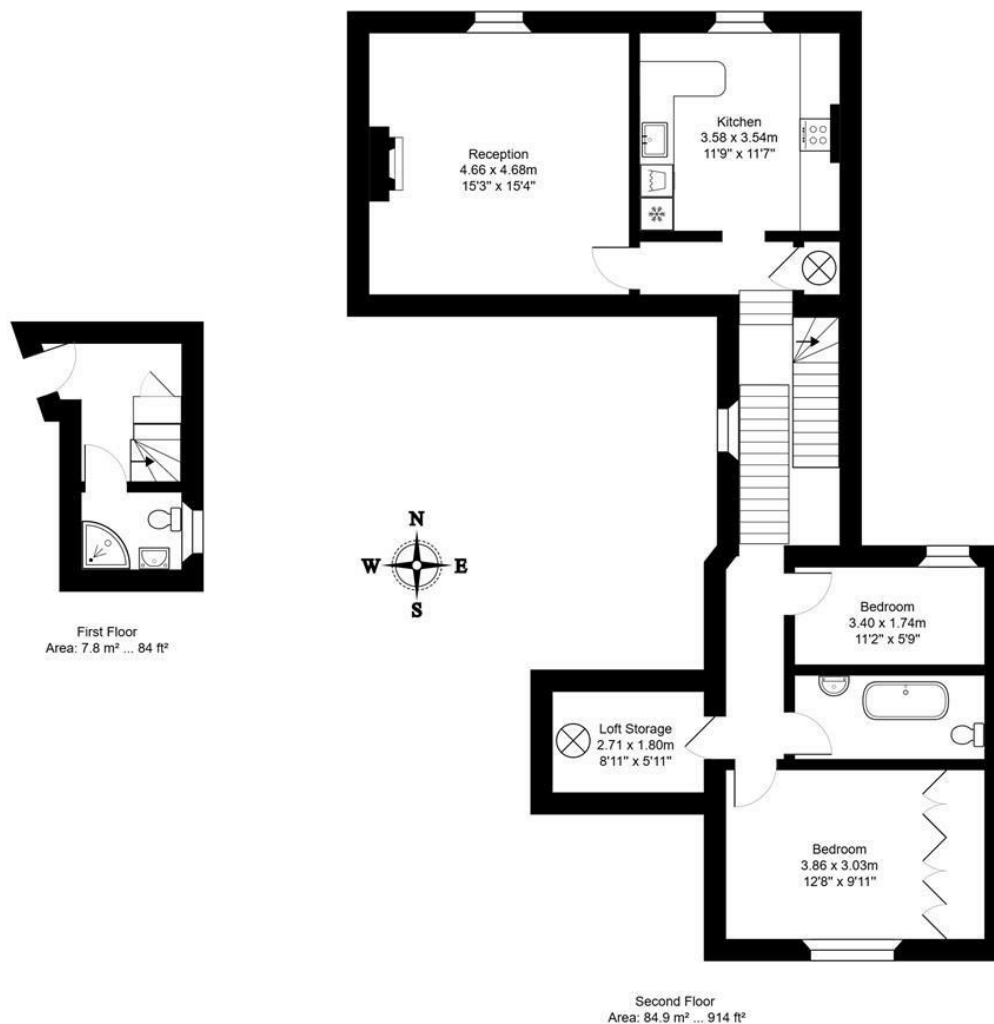 Reception
4.66 x 4.68m
15'3" x 15'4"
Kitchen
3.58 x 3.54m
11'9" x 11'7"
N
W
E
S
First Floor
Area: 7.8 m² ... 84 ft²
Bedroom
3.40 x 1.74m
11'2" x 5'9"
Loft Storage
2.71 x 1.80m
8'11" x 5'11"
Bedroom
3.86 x 3.03m
12'8" x 9'11"
Second Floor
Area: 84.9 m² ... 914 ft²